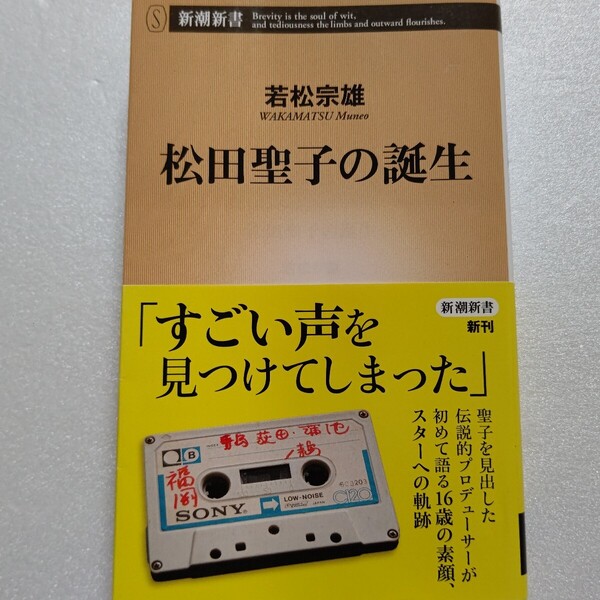 S 新潮新書
Brevity is the soul of wit,
and tediousness the limbs and outward flourishes.
若松宗雄
WAKAMATSU Muneo
松田聖子の誕生
新潮新書
新刊
「すごい声を
見つけてしまった」
聖子を見出した
伝説的プロデューサーが
初めて語る16歳の素顔、
スターへの軌跡
B
荻田・蒲池
福岡
LOW-NOISE
SONY
C120